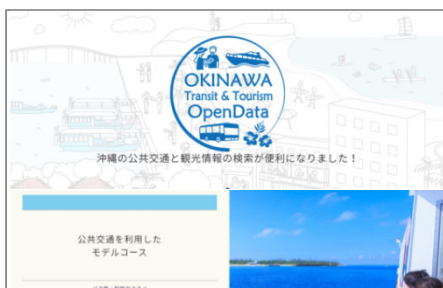 OKINAWA
Transit & Tourism
OpenData
沖縄の公共交通と観光情報の検索が便利になりました!
公共交通を利用した
モデルコース